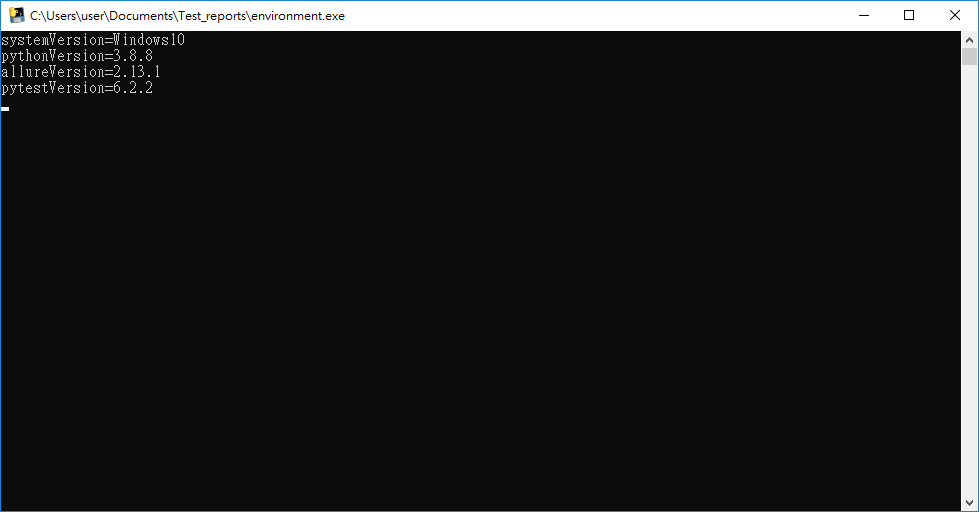 C:\Users\user\Documents\Test_reports\environment.exe
systemVersion=Windows10
pythonVersion=3.8.8
allureVersion=2.13.1
pytestVersion=6.2.2